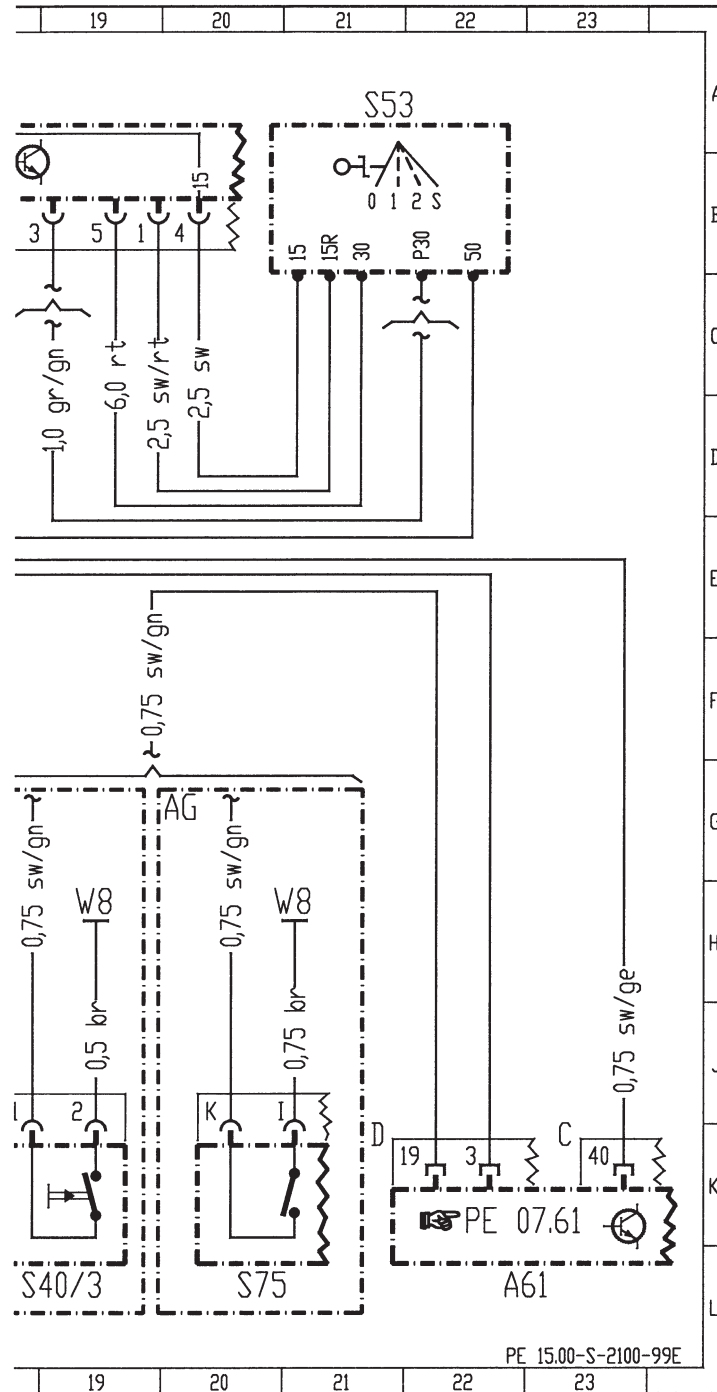 19 20 21 22 23
A
S53
15
B
0 1 2 S
3 5 1 4
15 15R 30 P30 50
C
1,0 gr/gn
6,0 rt
2,5 sw/rt
2,5 sw
D
E
0,75 sw/gn
F
AG
G
0,75 sw/gn
0,75 sw/gn
W8 W8
H
0,5 br
0,75 br
0,75 sw/ge
J
1 2 K I
D C
19 3 40
K
PE 07.61
S40/3 S75 A61
L
PE 15.00-S-2100-99E
19 20 21 22 23